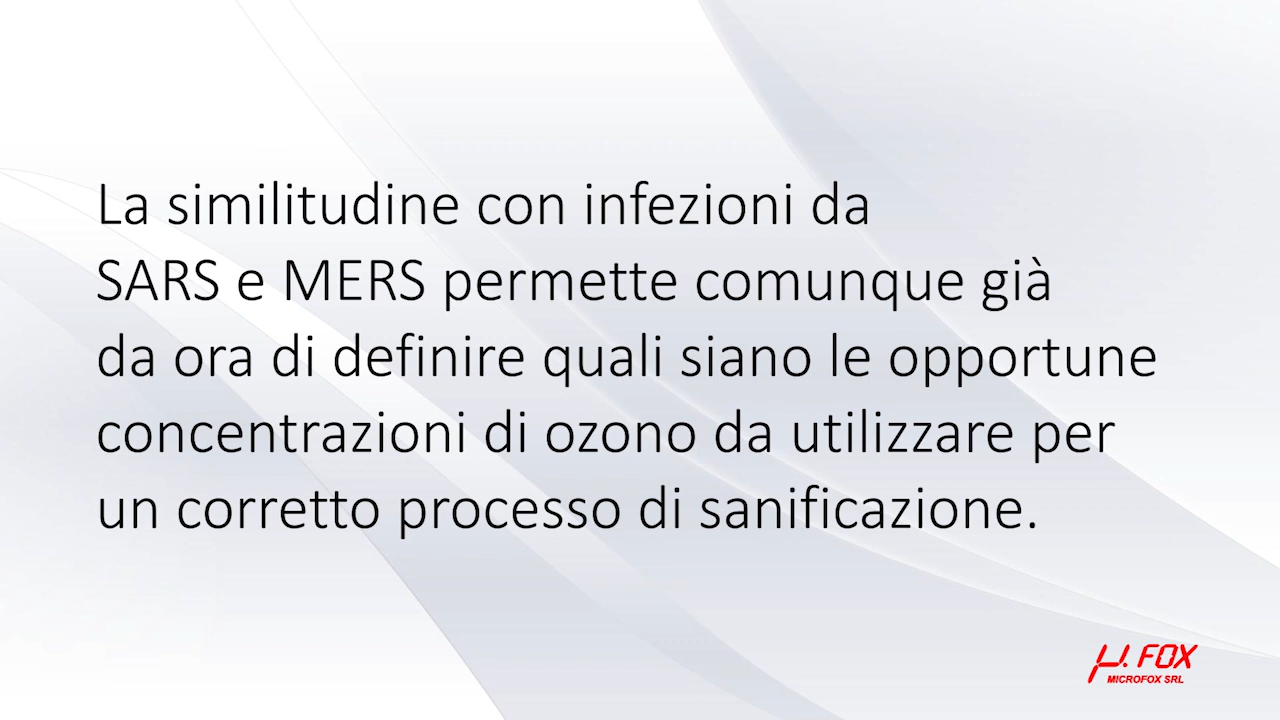 La similitudine con infezioni da
SARS e MERS permette comunque già
da ora di definire quali siano le opportune
concentrazioni di ozono da utilizzare per
un corretto processo di sanificazione.
µ. FOX
MICROFOX SRL